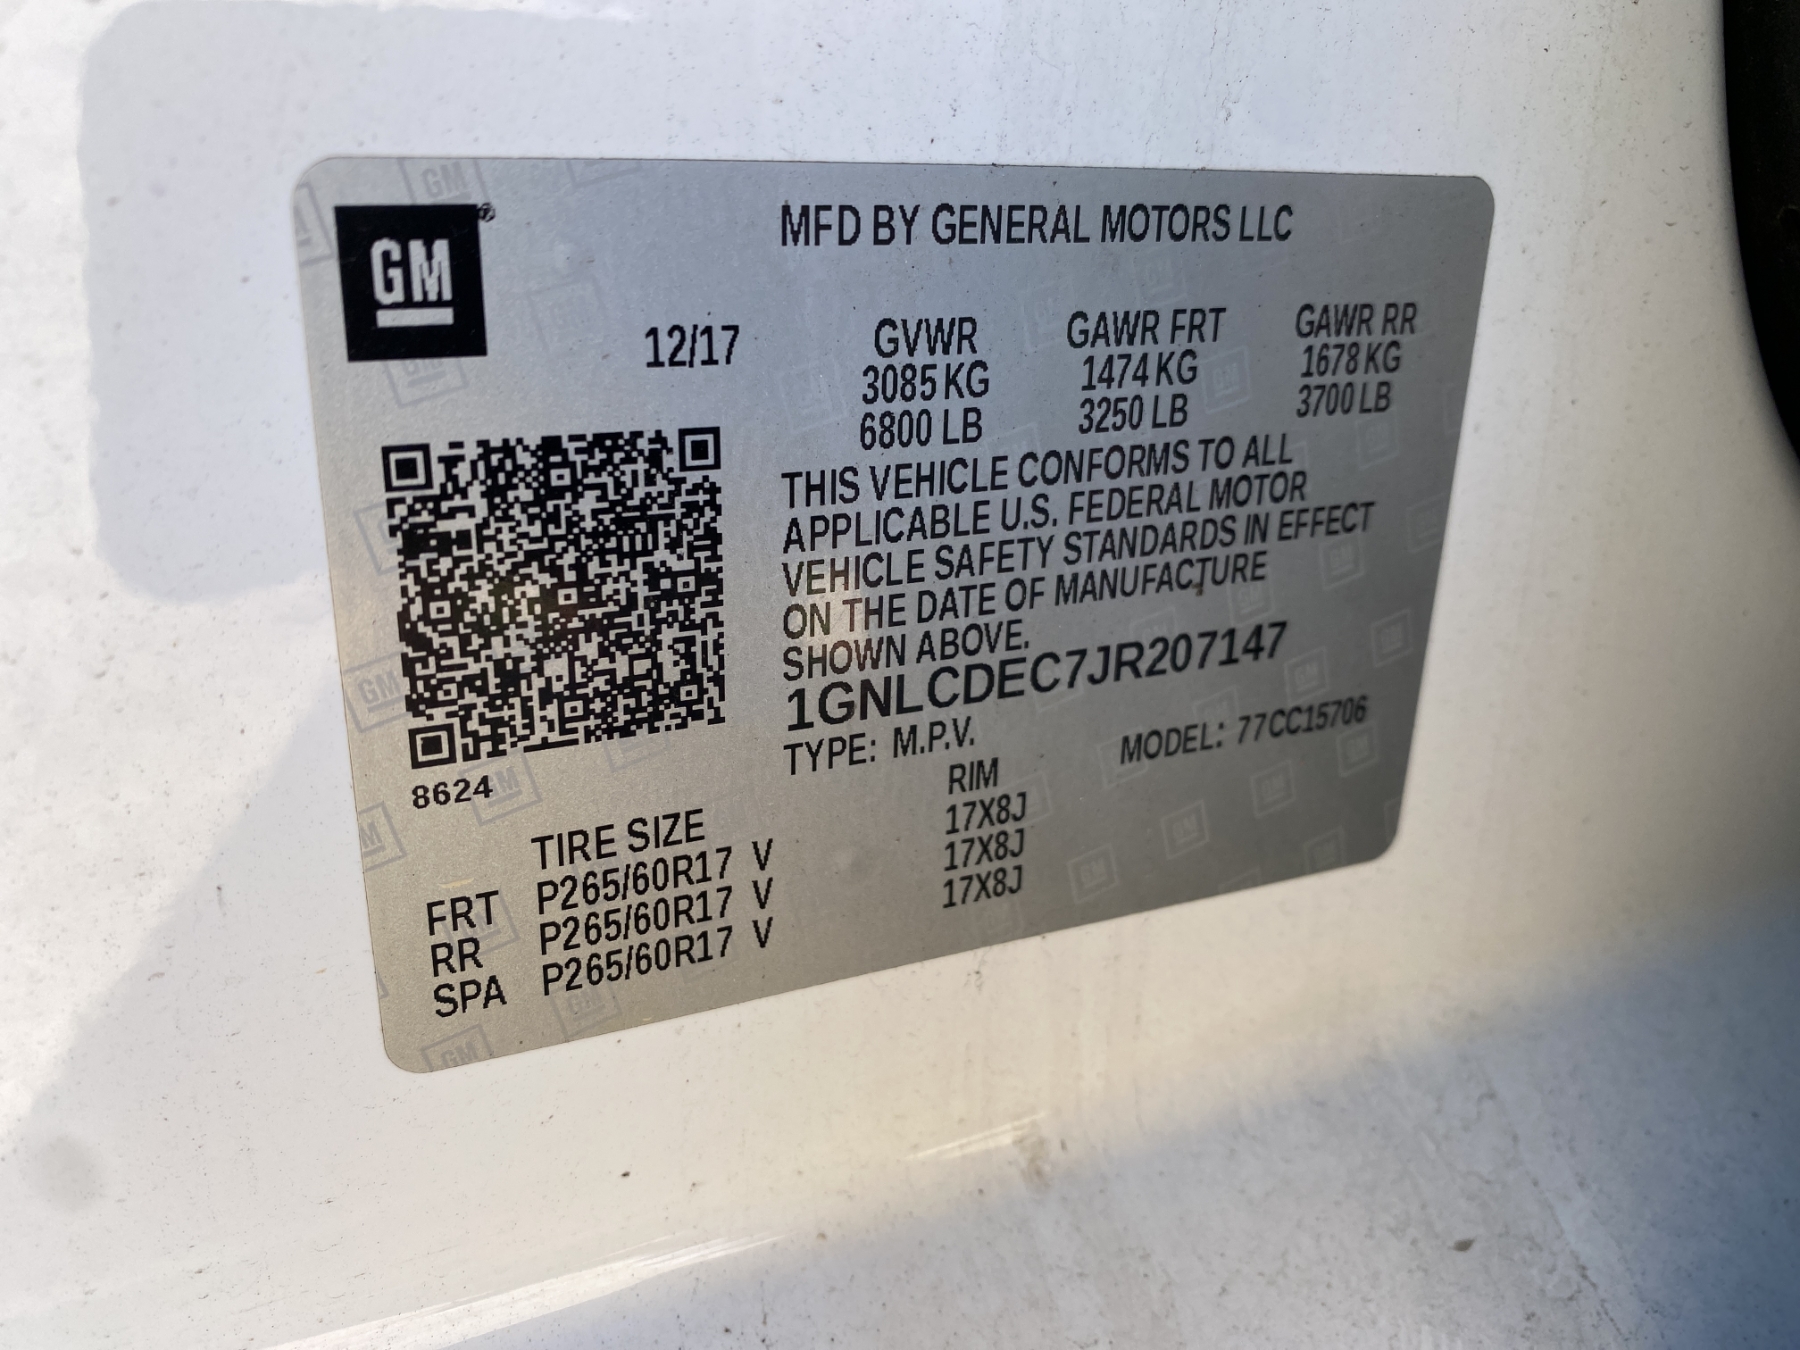 GM®
MFD BY GENERAL MOTORS LLC
12/17
GVWR GAWR FRT GAWR RR
3085 KG 1474 KG 1678 KG
6800 LB 3250 LB 3700 LB
THIS VEHICLE CONFORMS TO ALL
APPLICABLE U.S. FEDERAL MOTOR
VEHICLE SAFETY STANDARDS IN EFFECT
ON THE DATE OF MANUFACTURE
SHOWN ABOVE.
1GNLCDEC7JR207147
TYPE: M.P.V. MODEL: 77CC15706
8624
TIRE SIZE RIM
FRT P265/60R17 V 17X8J
RR P265/60R17 V 17X8J
SPA P265/60R17 V 17X8J